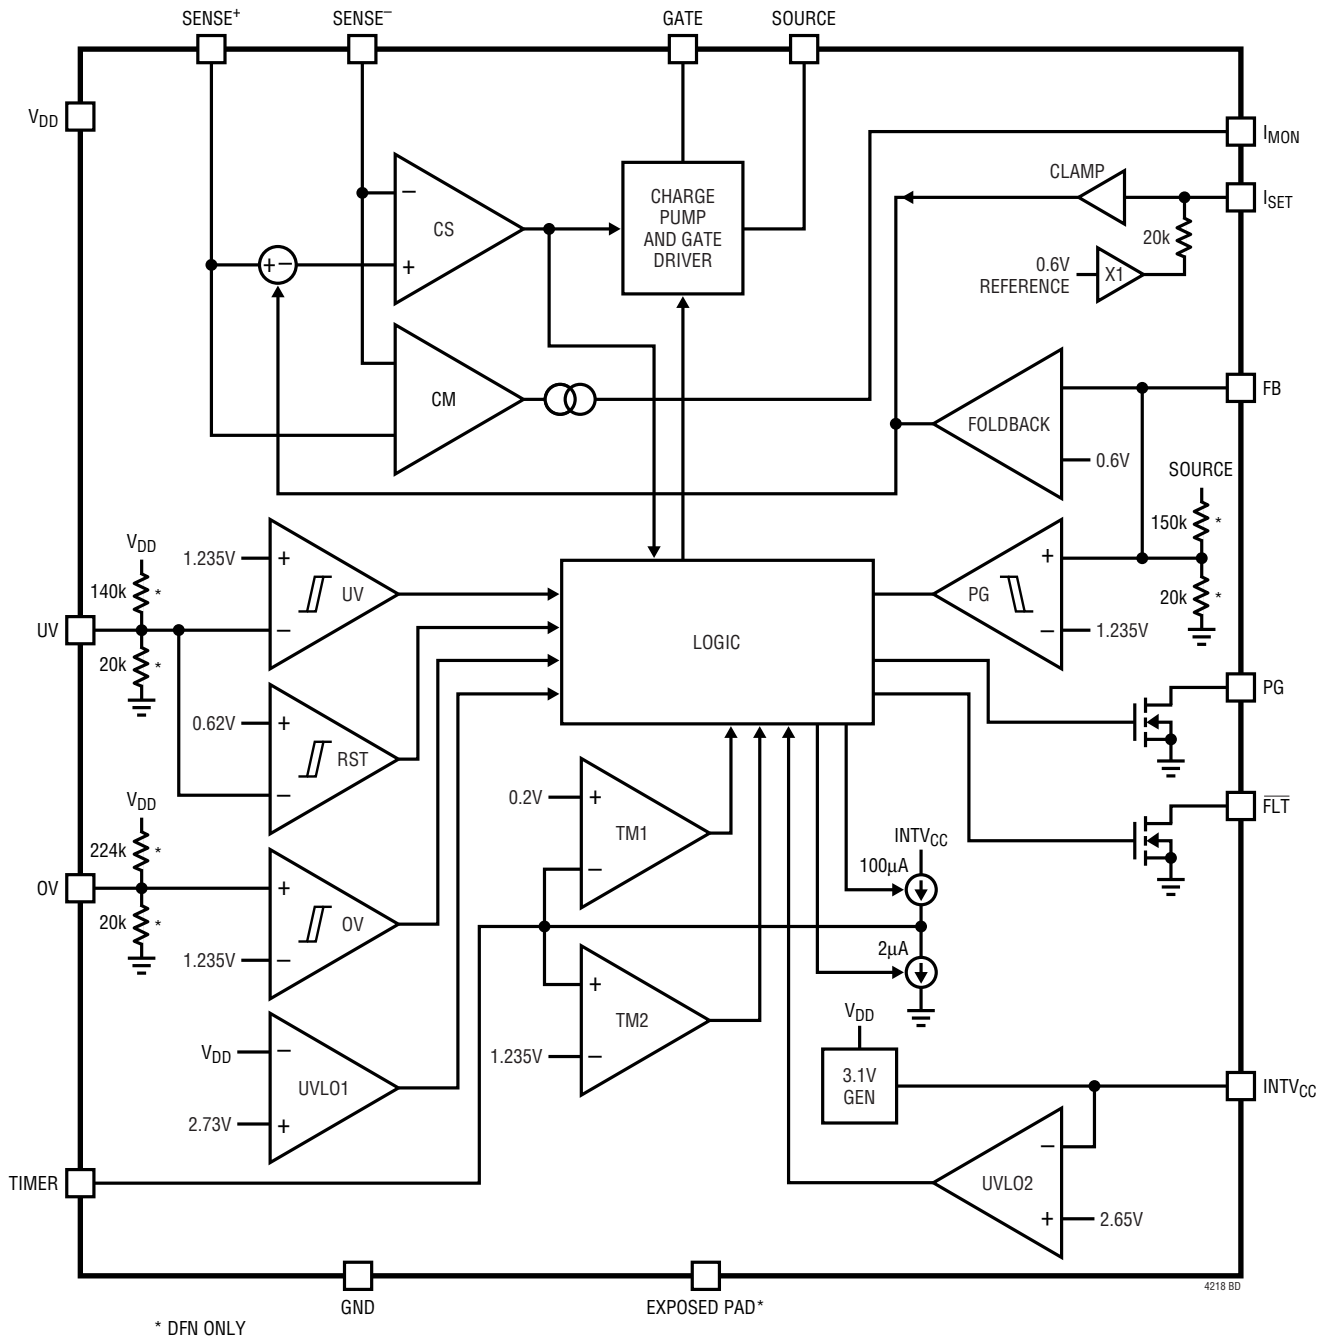 SENSE+
SENSE–
GATE
SOURCE
VDD
IMON
CLAMP
ISET
CHARGE
PUMP
AND GATE
DRIVER
−
CS
+
+−
20k
0.6V
REFERENCE
X1
CM
FB
FOLDBACK
0.6V
SOURCE
150k *
20k *
VDD
140k *
UV
20k *
1.235V
+
UV
−
LOGIC
+
PG
−
1.235V
PG
0.62V
+
RST
−
VDD
224k *
OV
20k *
+
OV
−
1.235V
0.2V
+
TM1
−
INTVCC
100µA
2µA
FLT
+
TM2
−
1.235V
VDD
3.1V
GEN
INTVCC
VDD
−
UVLO1
2.73V
+
−
UVLO2
+
2.65V
TIMER
GND
EXPOSED PAD*
4218 BD
* DFN ONLY